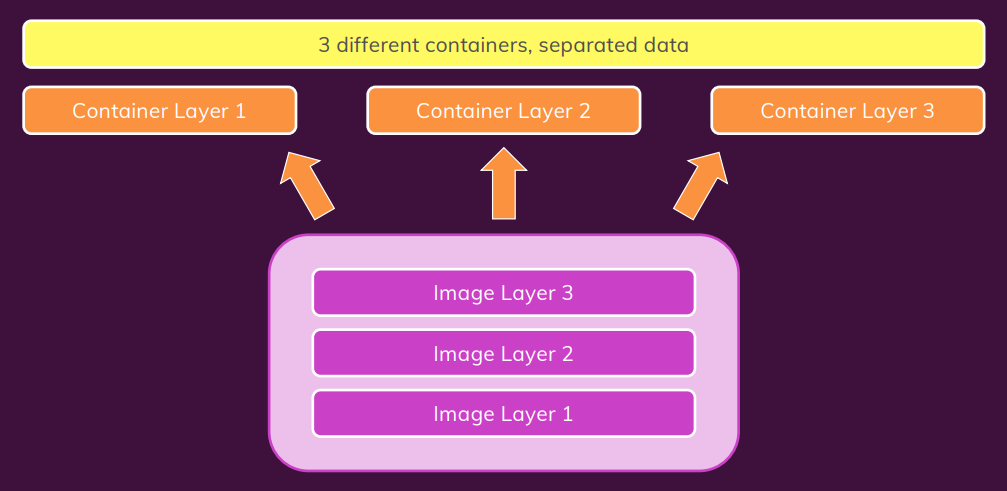 3 different containers, separated data
Container Layer 1
Container Layer 2
Container Layer 3
Image Layer 3
Image Layer 2
Image Layer 1